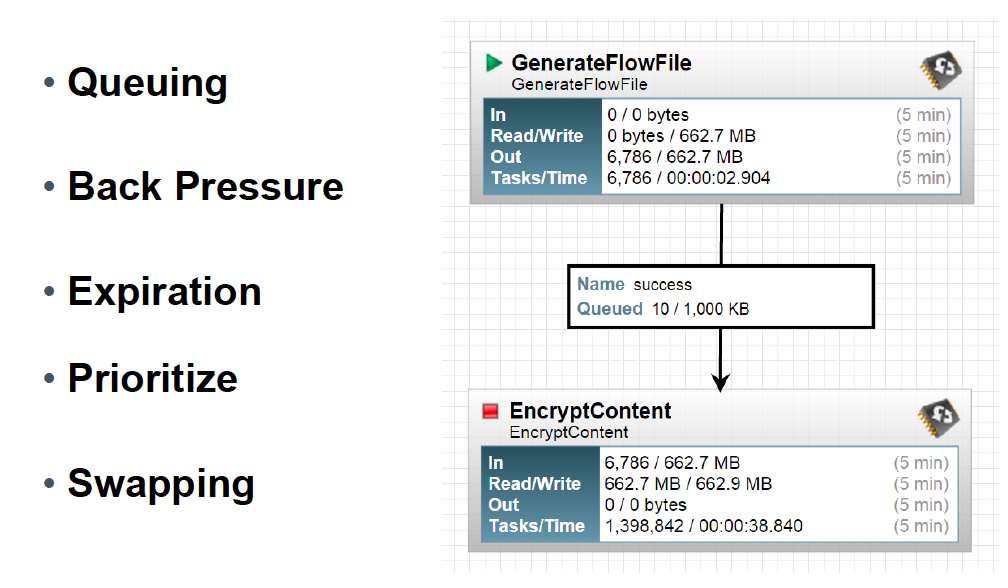 • Queuing
• Back Pressure
• Expiration
• Prioritize
• Swapping
GenerateFlowFile
GenerateFlowFile
In 0 / 0 bytes (5 min)
Read/Write 0 bytes / 662.7 MB (5 min)
Out 6,786 / 662.7 MB (5 min)
Tasks/Time 6,786 / 00:00:02.904 (5 min)
Name success
Queued 10 / 1,000 KB
EncryptContent
EncryptContent
In 6,786 / 662.7 MB (5 min)
Read/Write 662.7 MB / 662.9 MB (5 min)
Out 0 / 0 bytes (5 min)
Tasks/Time 1,398,842 / 00:00:38.840 (5 min)